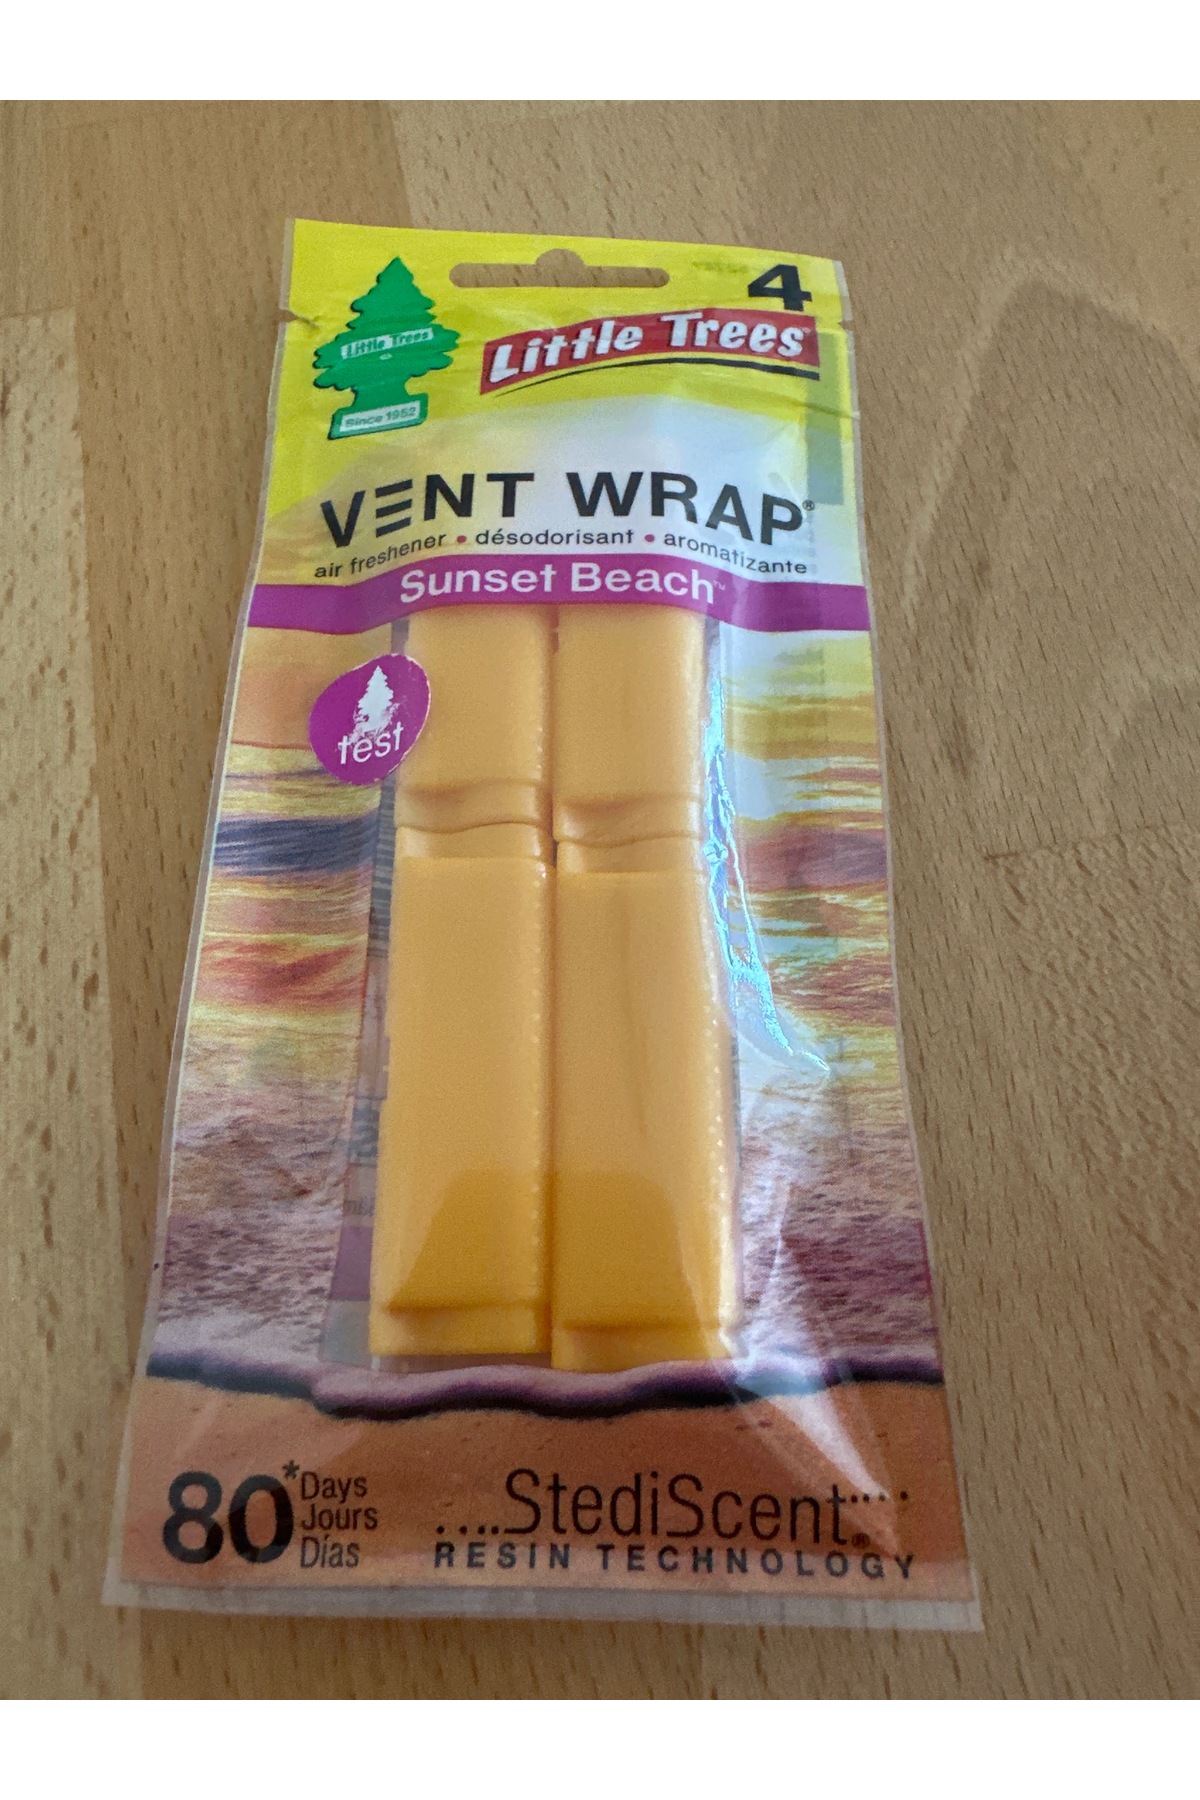 4
Little Trees
Little Trees
Since 1952
VENT WRAP®
air freshener • désodorisant • aromatizante
Sunset Beach™
test
80*
Days
Jours
Días
....StediScent®....
RESIN TECHNOLOGY